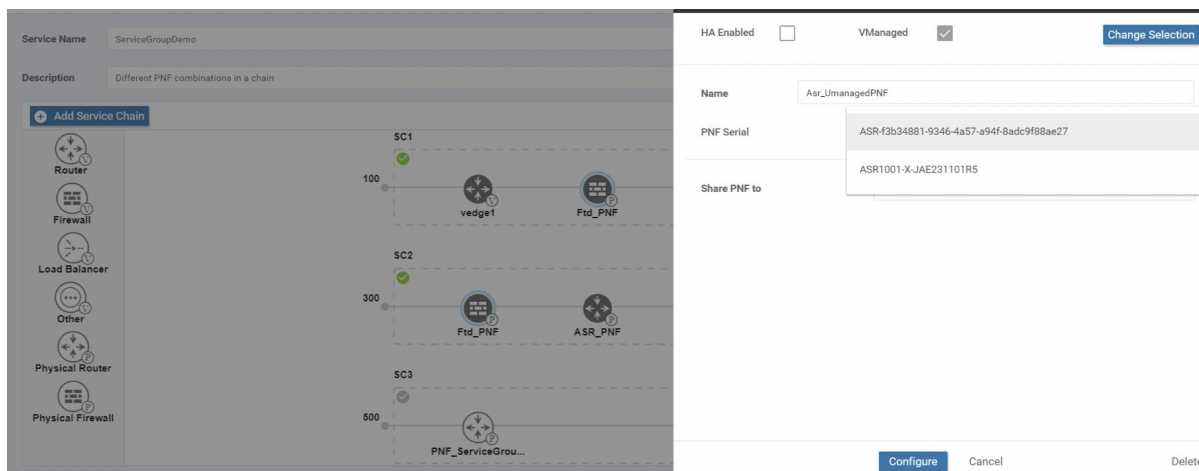 Service Name
ServiceGroupDemo
Description
Different PNF combinations in a chain
Add Service Chain
Router
V
Firewall
V
Load Balancer
V
Other
V
Physical Router
P
Physical Firewall
P
SC1
100
vedge1
V
Ftd_PNF
P
SC2
300
Ftd_PNF
P
ASR_PNF
P
SC3
500
PNF_ServiceGrou...
P
HA Enabled
VManaged
Change Selection
Name
Asr_UmanagedPNF
PNF Serial
ASR-f3b34881-9346-4a57-a94f-8adc9f88ae27
ASR1001-X-JAE231101R5
Share PNF to
Configure
Cancel
Delete